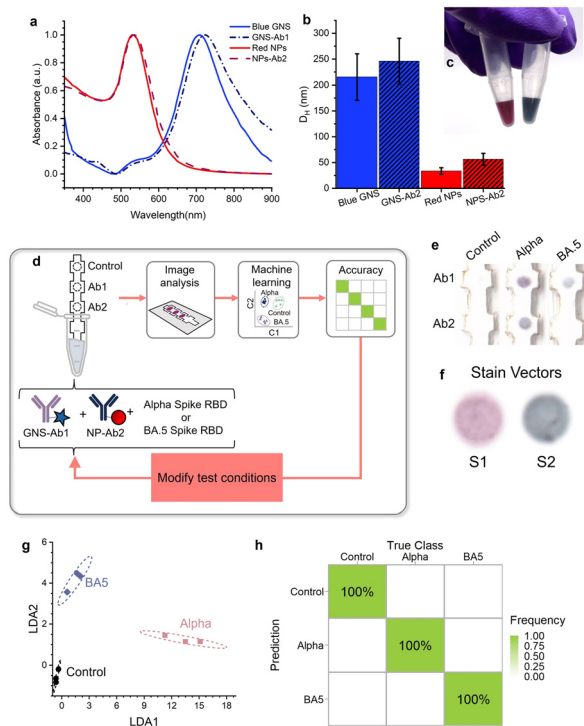 a
Blue GNS
GNS-Ab1
Red NPs
NPs-Ab2
Absorbance (a.u.)
1.0
0.8
0.6
0.4
0.2
0.0
400 500 600 700 800 900
Wavelength(nm)
b
D_H (nm)
350
300
250
200
150
100
50
0
Blue GNS
GNS-Ab2
Red NPs
NPS-Ab2
c
d
Control
Ab1
Ab2
Image analysis
Machine learning
C2
Alpha
Control
BA.5
C1
Accuracy
GNS-Ab1
+
NP-Ab2
+
Alpha Spike RBD
or
BA.5 Spike RBD
Modify test conditions
e
Control
Alpha
BA.5
Ab1
Ab2
f
Stain Vectors
S1
S2
g
LDA2
6
4
2
0
BA5
Alpha
Control
0 3 6 9 12 15 18
LDA1
h
True Class
Control Alpha BA5
Prediction
Control
Alpha
BA5
100%
100%
100%
Frequency
1.00
0.75
0.50
0.25
0.00